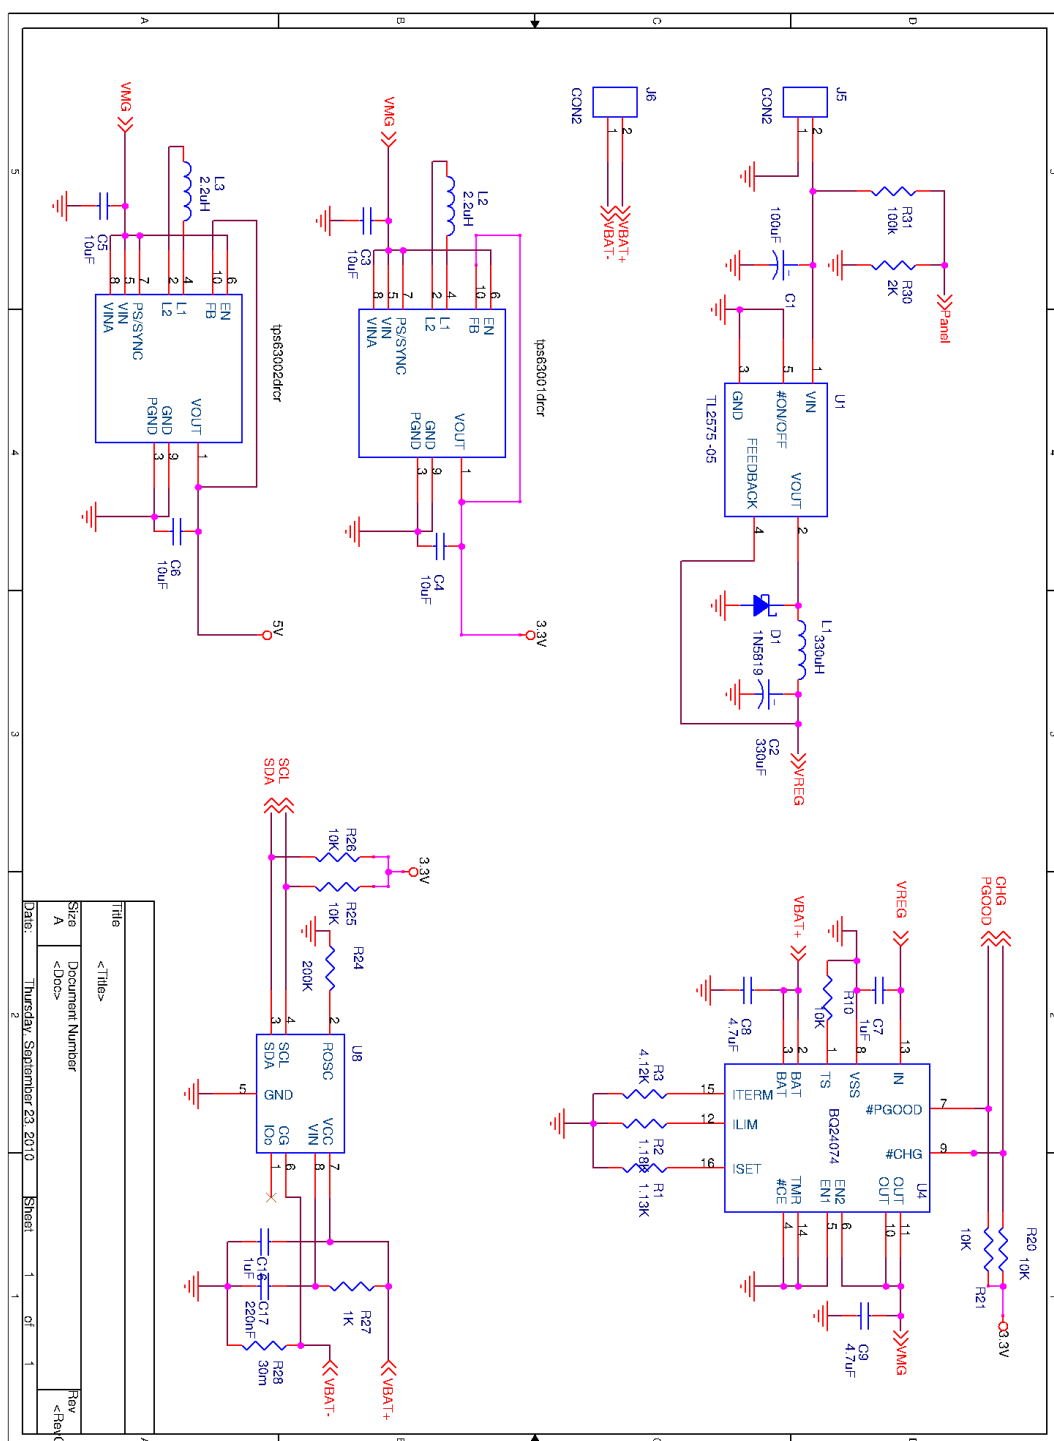 D
C
B
A
5
4
3
2
1
J5
CON2
2
1
R31
100k
R30
2K
Panel
100uF
C1
U1
TL2575 -05
VIN
#ON/OFF
GND
VOUT
FEEDBACK
1
5
3
2
4
D1
1N5819
L1
330uH
C2
330uF
VREG
J6
CON2
2
1
VBAT+
VBAT-
CHG
PGOOD
VREG
VBAT+
R10
10K
C7
1uF
C8
4.7uF
U4
BQ24074
IN
VSS
TS
BAT
BAT
#PGOOD
#CHG
ITERM
ILIM
ISET
OUT
OUT
EN2
EN1
TMR
#CE
13
8
1
2
3
7
9
15
12
16
11
10
6
5
14
4
R3
4.12K
R2
1.18K
R1
1.13K
R20
10K
R21
10K
3.3V
C9
4.7uF
VMG
VMG
L2
2.2uH
C3
10uF
tps63001drcr
EN
FB
L1
L2
PS/SYNC
VIN
VINA
VOUT
GND
PGND
6
10
4
2
7
5
8
1
9
3
C4
10uF
3.3V
VMG
L3
2.2uH
C5
10uF
tps63002drcr
EN
FB
L1
L2
PS/SYNC
VIN
VINA
VOUT
GND
PGND
6
10
4
2
7
5
8
1
9
3
C6
10uF
5V
SCL
SDA
3.3V
R26
10K
R25
10K
R24
200K
U8
ROSC
SCL
SDA
GND
VCC
VIN
CG
IOo
2
4
3
5
7
8
6
1
C16
1uF
C17
220nF
R27
1K
R28
30m
VBAT+
VBAT-
Title
<Title>
Size
A
Document Number
<Doc>
Rev
Date:
Thursday, September 23, 2010
Sheet
1
of
1